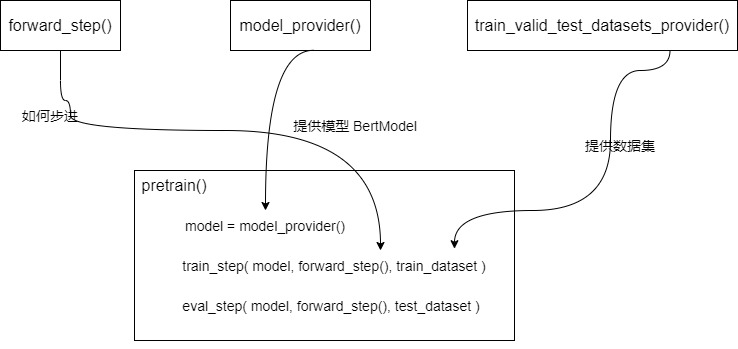 forward_step()
model_provider()
train_valid_test_datasets_provider()
如何步进
提供模型 BertModel
提供数据集
pretrain()
model = model_provider()
train_step( model, forward_step(), train_dataset )
eval_step( model, forward_step(), test_dataset )